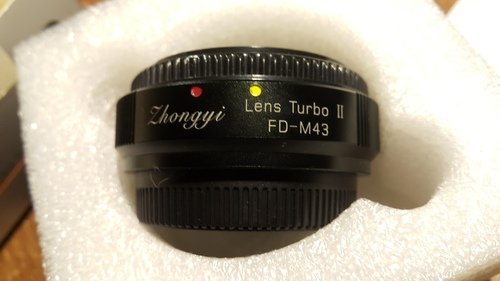 Zhongyi Lens Turbo II
FD-M43